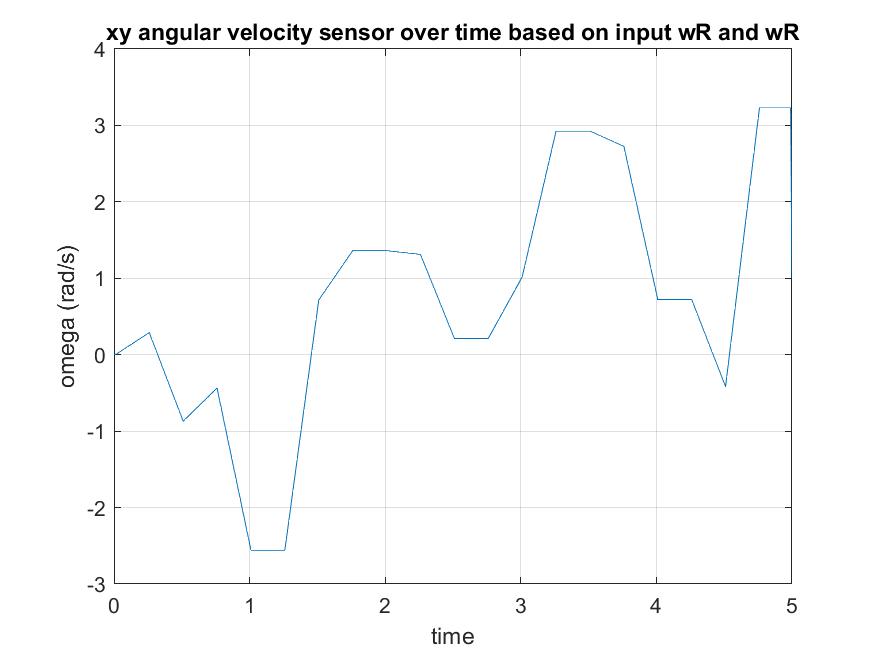 xy angular velocity sensor over time based on input wR and wR
4
3
2
1
0
-1
-2
-3
omega (rad/s)
0 1 2 3 4 5
time